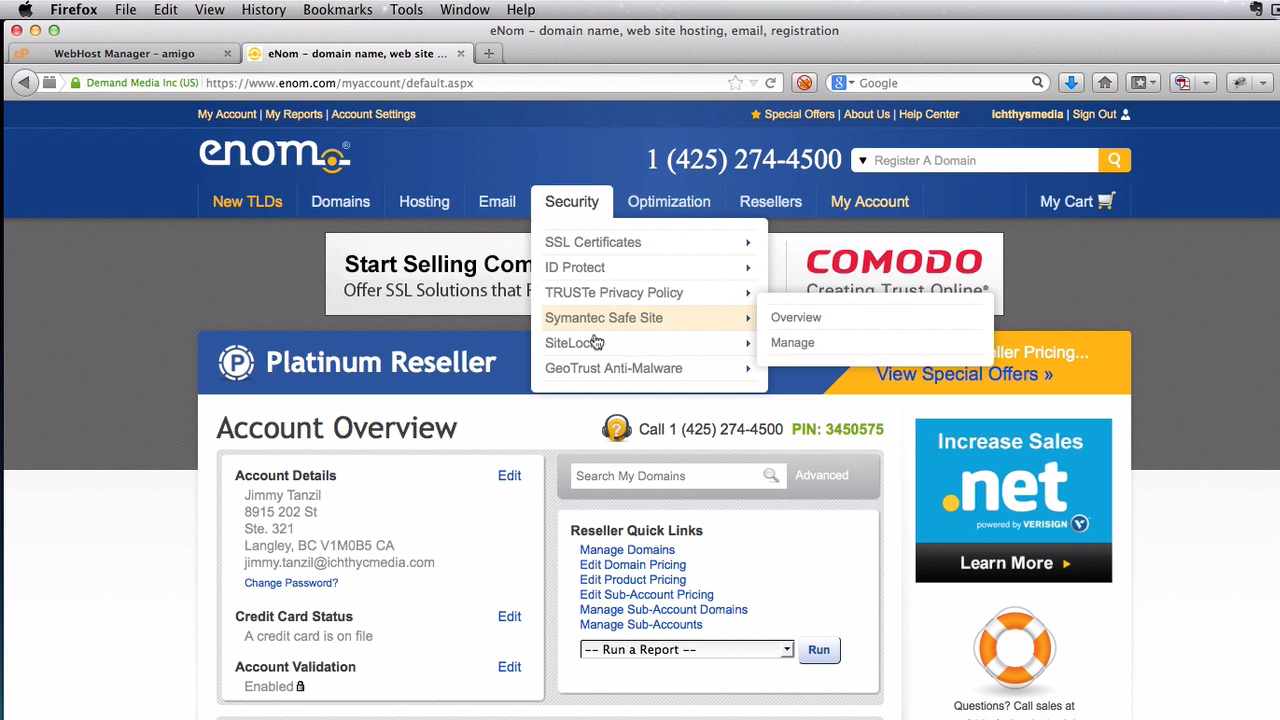 Firefox File Edit View History Bookmarks Tools Window Help
eNom – domain name, web site hosting, email, registration
cP WebHost Manager – amigo × eNom – domain name, web site ... × +
Demand Media Inc (US) https://www.enom.com/myaccount/default.aspx Google
My Account | My Reports | Account Settings Special Offers | About Us | Help Center ichthysmedia | Sign Out
enom® 1 (425) 274-4500 Register A Domain
New TLDs Domains Hosting Email Security Optimization Resellers My Account My Cart
SSL Certificates
ID Protect
TRUSTe Privacy Policy
Symantec Safe Site
GeoTrust Anti-Malware
Overview
Manage
Start Selling
Offer SSL Solutions that
COMODO
Creating Trust Online®
Platinum Reseller
Pricing...
View Special Offers »
Account Overview
Call 1 (425) 274-4500 PIN: 3450575
Account Details Edit
Jimmy Tanzil
8915 202 St
Ste. 321
Langley, BC V1M0B5 CA
jimmy.tanzil@ichthycmedia.com
Change Password?
Credit Card Status Edit
A credit card is on file
Account Validation Edit
Enabled
Search My Domains Advanced
Reseller Quick Links
Manage Domains
Edit Domain Pricing
Edit Product Pricing
Edit Sub-Account Pricing
Manage Sub-Account Domains
Manage Sub-Accounts
-- Run a Report -- Run
Increase Sales
.net
powered by VERISIGN
Learn More
Questions? Call sales at